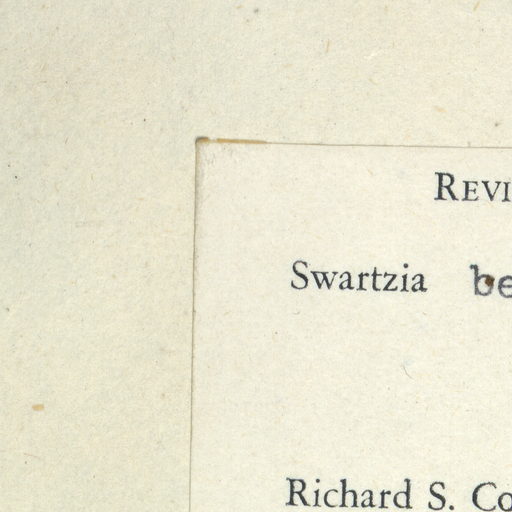 REVI
Swartzia be
Richard S. Co